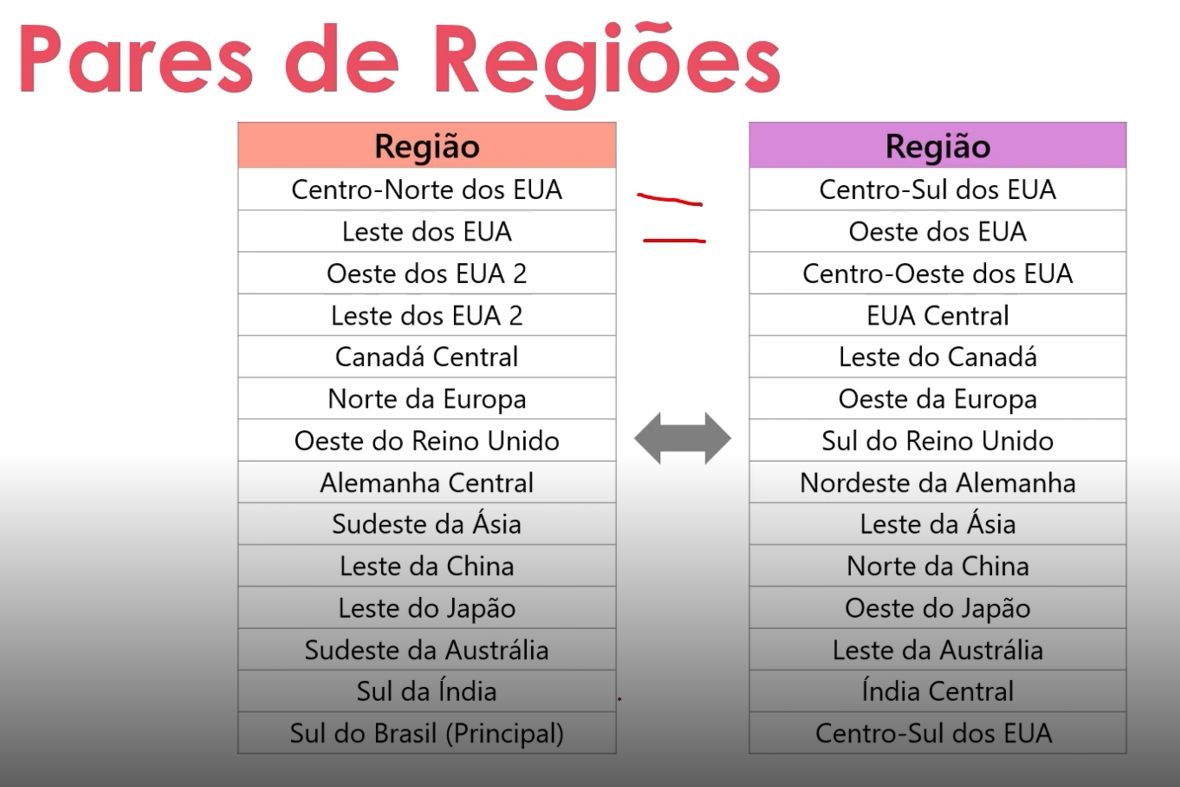 Pares de Regiões
Região Região
Centro-Norte dos EUA Centro-Sul dos EUA
Leste dos EUA Oeste dos EUA
Oeste dos EUA 2 Centro-Oeste dos EUA
Leste dos EUA 2 EUA Central
Canadá Central Leste do Canadá
Norte da Europa Oeste da Europa
Oeste do Reino Unido Sul do Reino Unido
Alemanha Central Nordeste da Alemanha
Sudeste da Ásia Leste da Ásia
Leste da China Norte da China
Leste do Japão Oeste do Japão
Sudeste da Austrália Leste da Austrália
Sul da Índia Índia Central
Sul do Brasil (Principal) Centro-Sul dos EUA